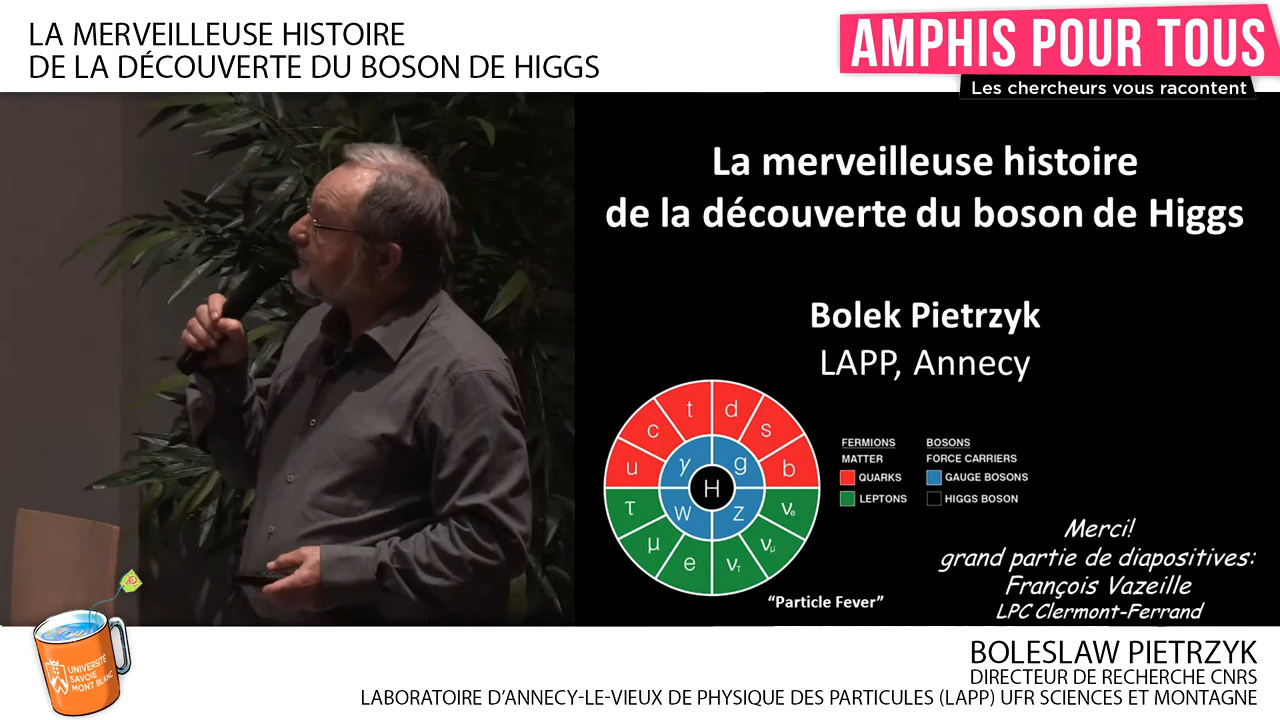 LA MERVEILLEUSE HISTOIRE
DE LA DÉCOUVERTE DU BOSON DE HIGGS
AMPHIS POUR TOUS
Les chercheurs vous racontent
La merveilleuse histoire
de la découverte du boson de Higgs
Bolek Pietrzyk
LAPP, Annecy
t d
c s
u γ g b
H
τ W Z νe
μ νμ
e ντ
FERMIONS BOSONS
MATTER FORCE CARRIERS
QUARKS GAUGE BOSONS
LEPTONS HIGGS BOSON
"Particle Fever"
Merci!
grand partie de diapositives:
François Vazeille
LPC Clermont-Ferrand
UNIVERSITÉ
SAVOIE
MONT BLANC
BOLESLAW PIETRZYK
DIRECTEUR DE RECHERCHE CNRS
LABORATOIRE D'ANNECY-LE-VIEUX DE PHYSIQUE DES PARTICULES (LAPP) UFR SCIENCES ET MONTAGNE